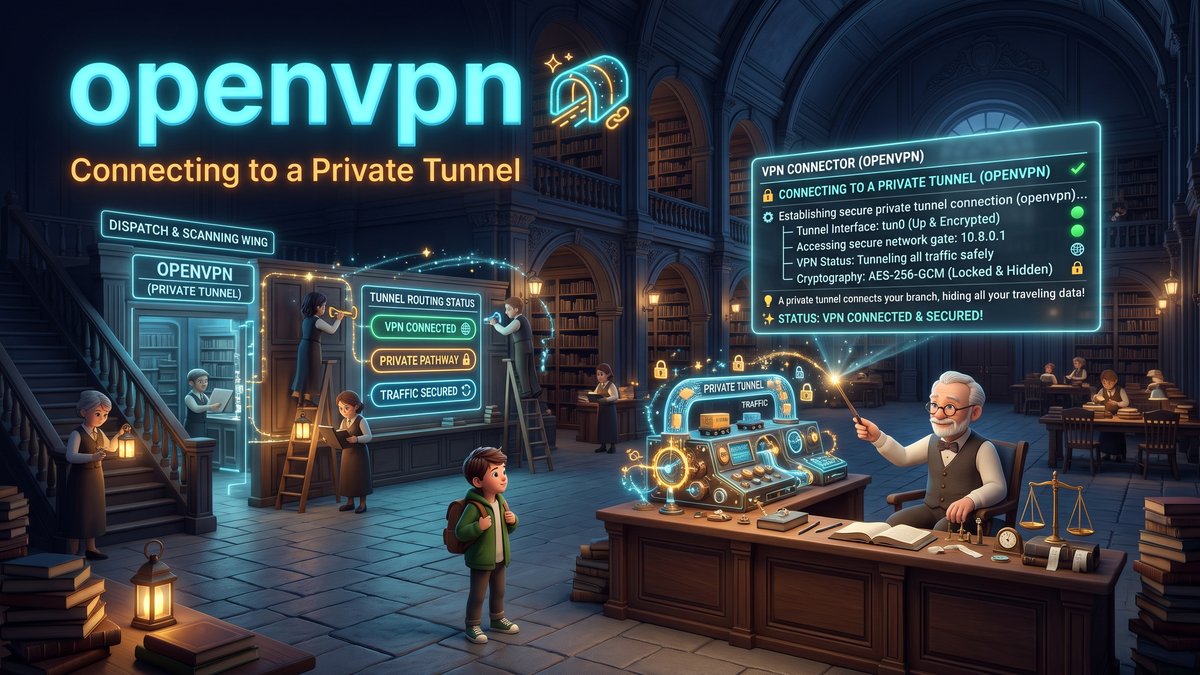 openvpn
Connecting to a Private Tunnel
DISPATCH & SCANNING WING
OPENVPN
(PRIVATE TUNNEL)
TUNNEL ROUTING STATUS
VPN CONNECTED
PRIVATE PATHWAY
TRAFFIC SECURED
VPN CONNECTOR (OPENVPN)
CONNECTING TO A PRIVATE TUNNEL (OPENVPN)
Establishing secure private tunnel connection (openvpn)...
Tunnel Interface: tun0 (Up & Encrypted)
Accessing secure network gate: 10.8.0.1
VPN Status: Tunneling all traffic safely
Cryptography: AES-256-GCM (Locked & Hidden)
A private tunnel connects your branch, hiding all your traveling data!
STATUS: VPN CONNECTED & SECURED!
PRIVATE TUNNEL
TRAFFIC